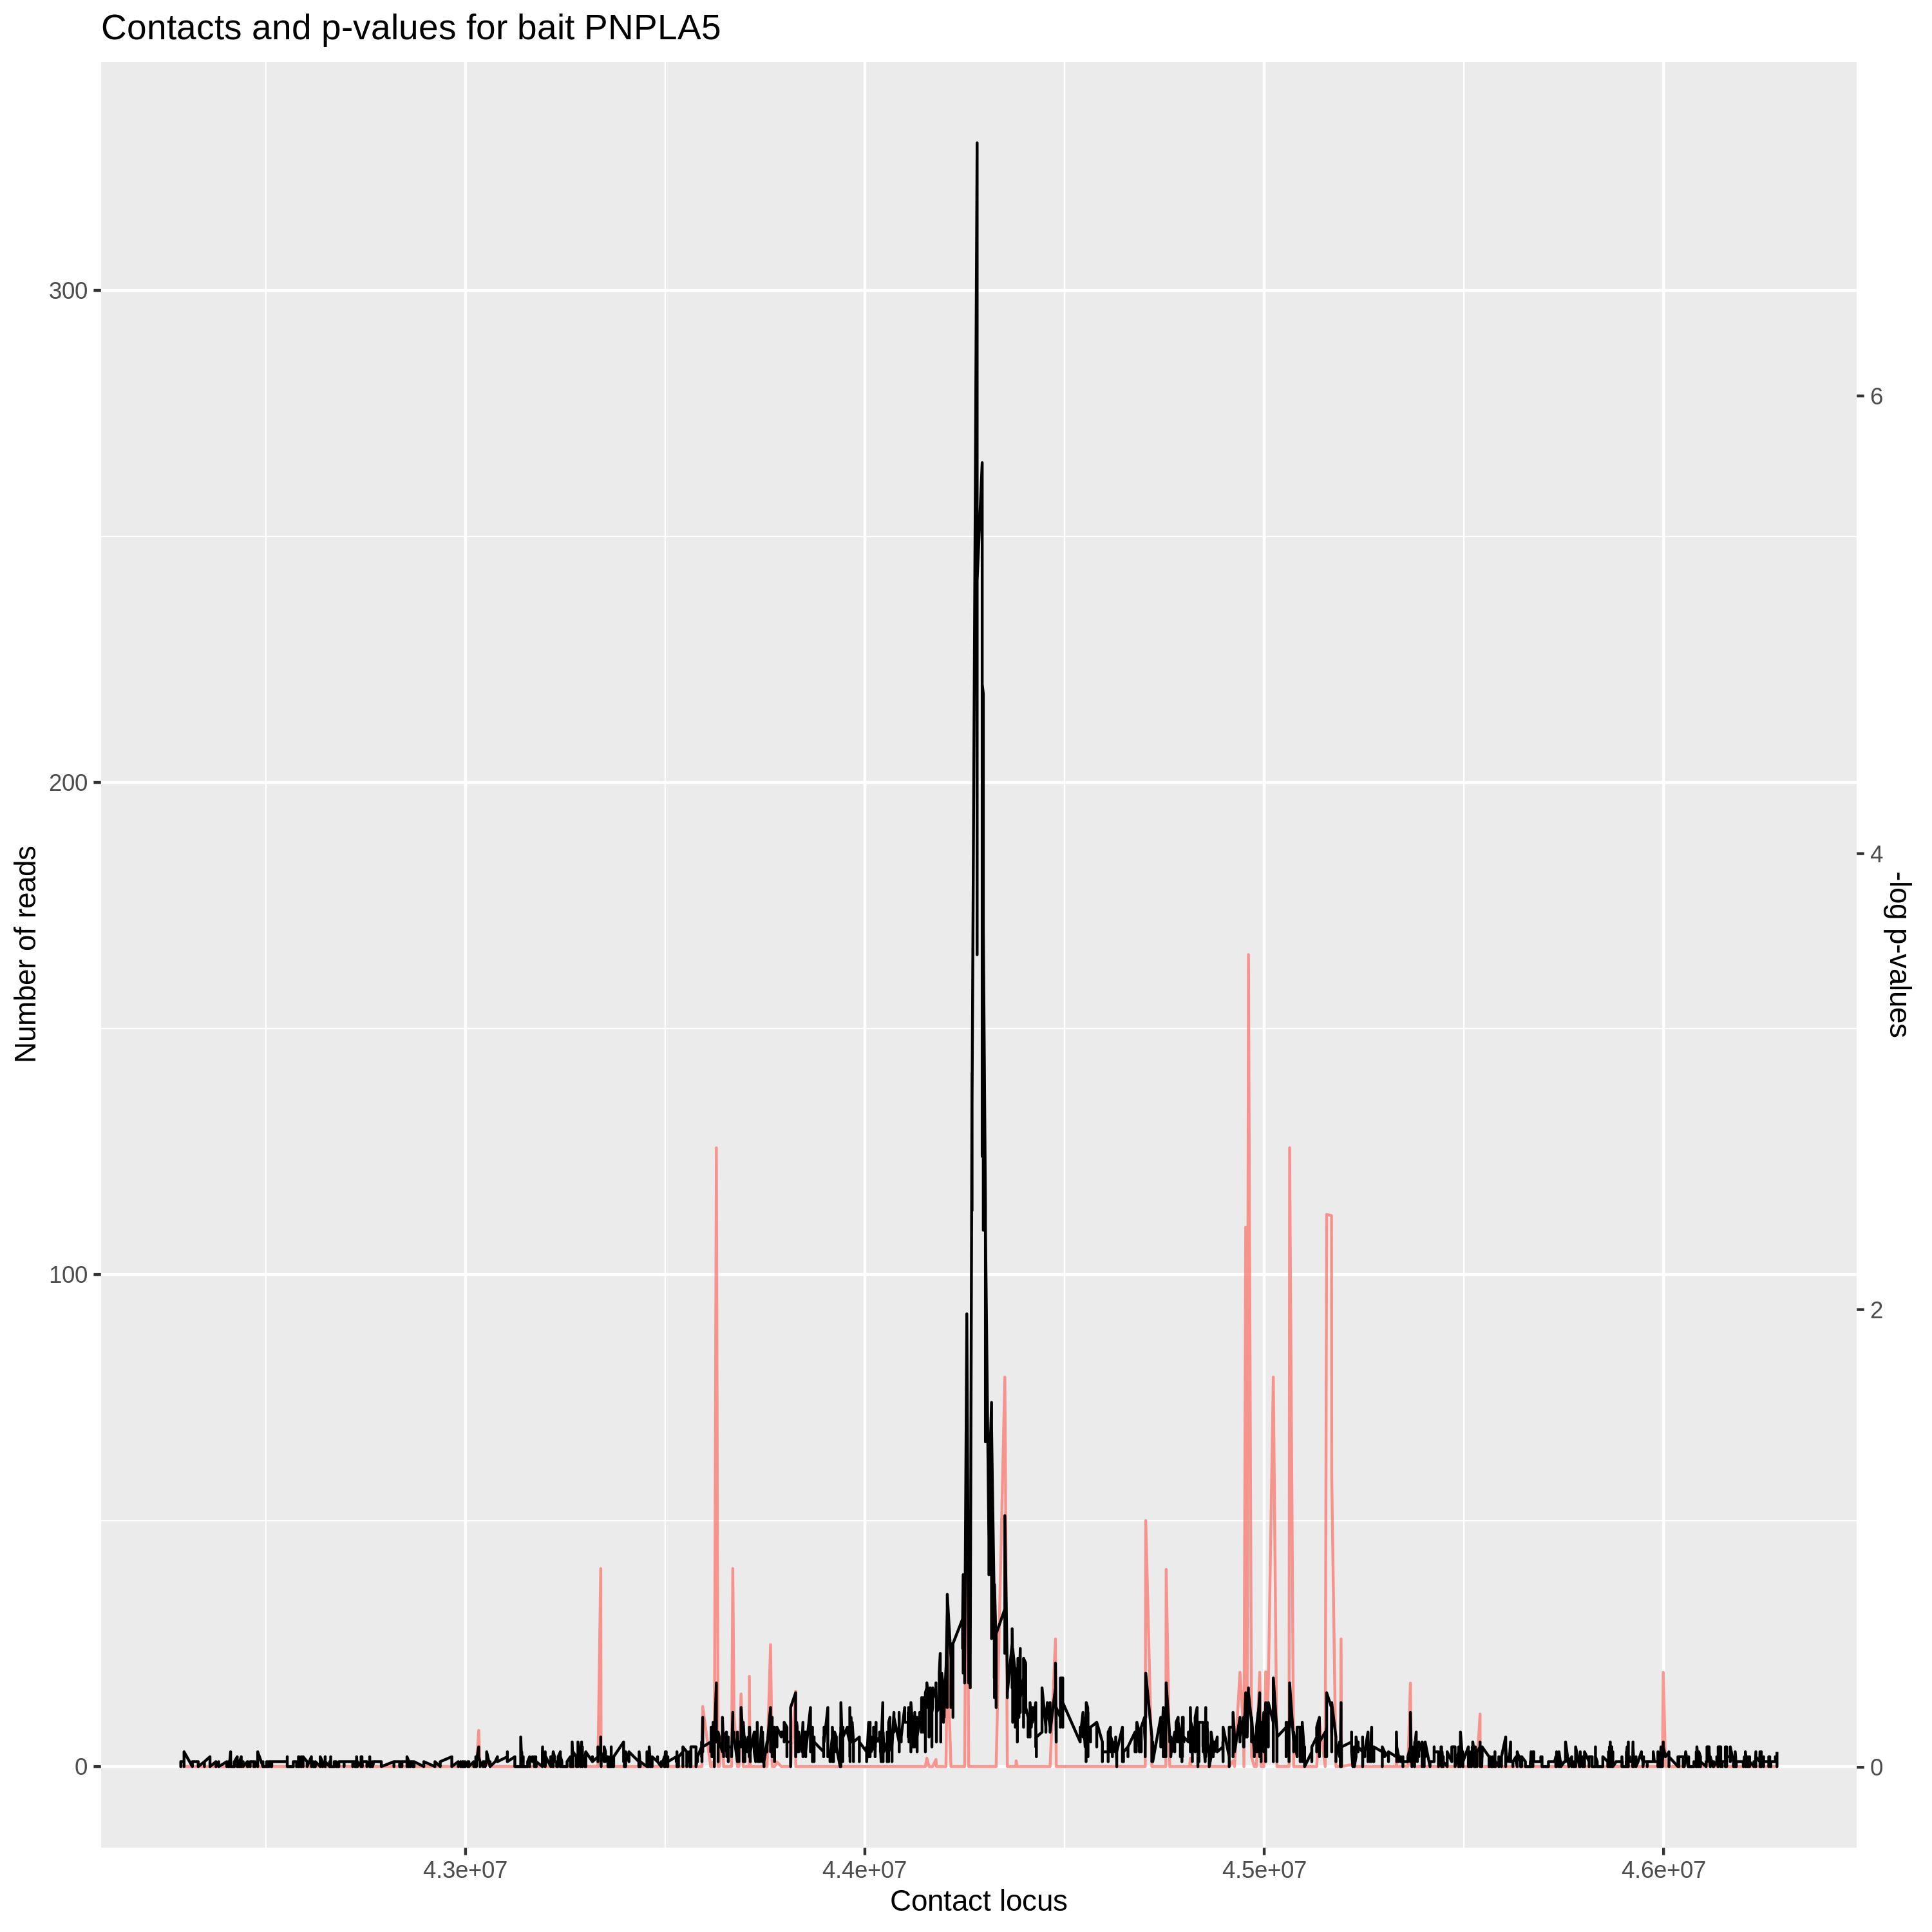 Contacts and p-values for bait PNPLA5
300
200
100
0
Number of reads
6
4
2
0
-log p-values
4.3e+07
4.4e+07
4.5e+07
4.6e+07
Contact locus